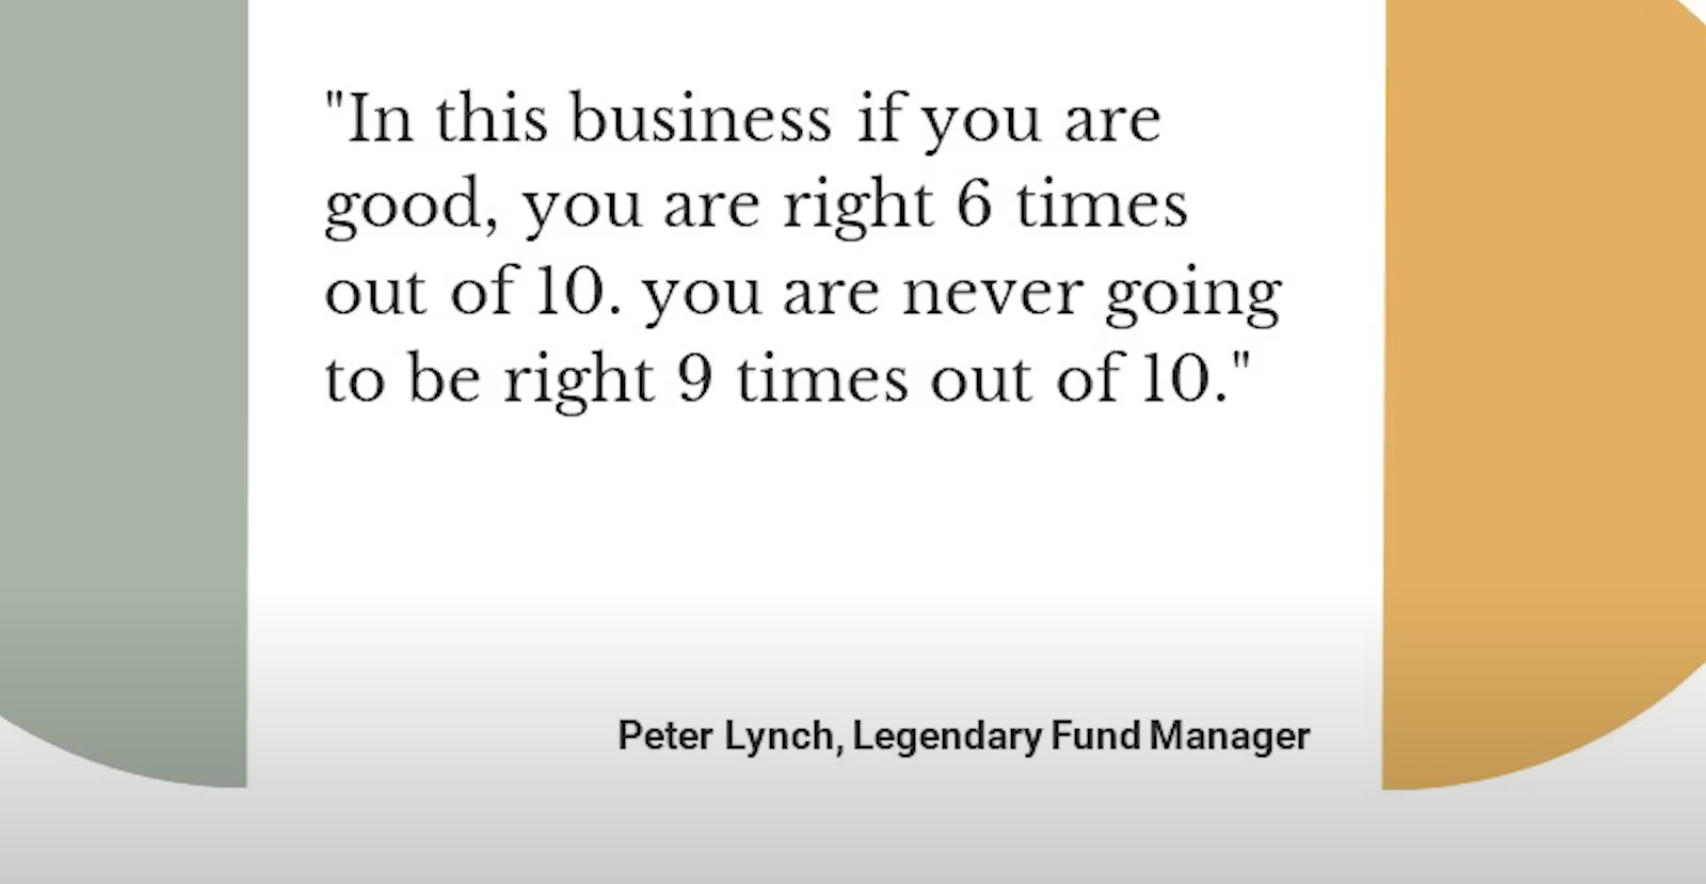 "In this business if you are
good, you are right 6 times
out of 10. you are never going
to be right 9 times out of 10."
Peter Lynch, Legendary Fund Manager